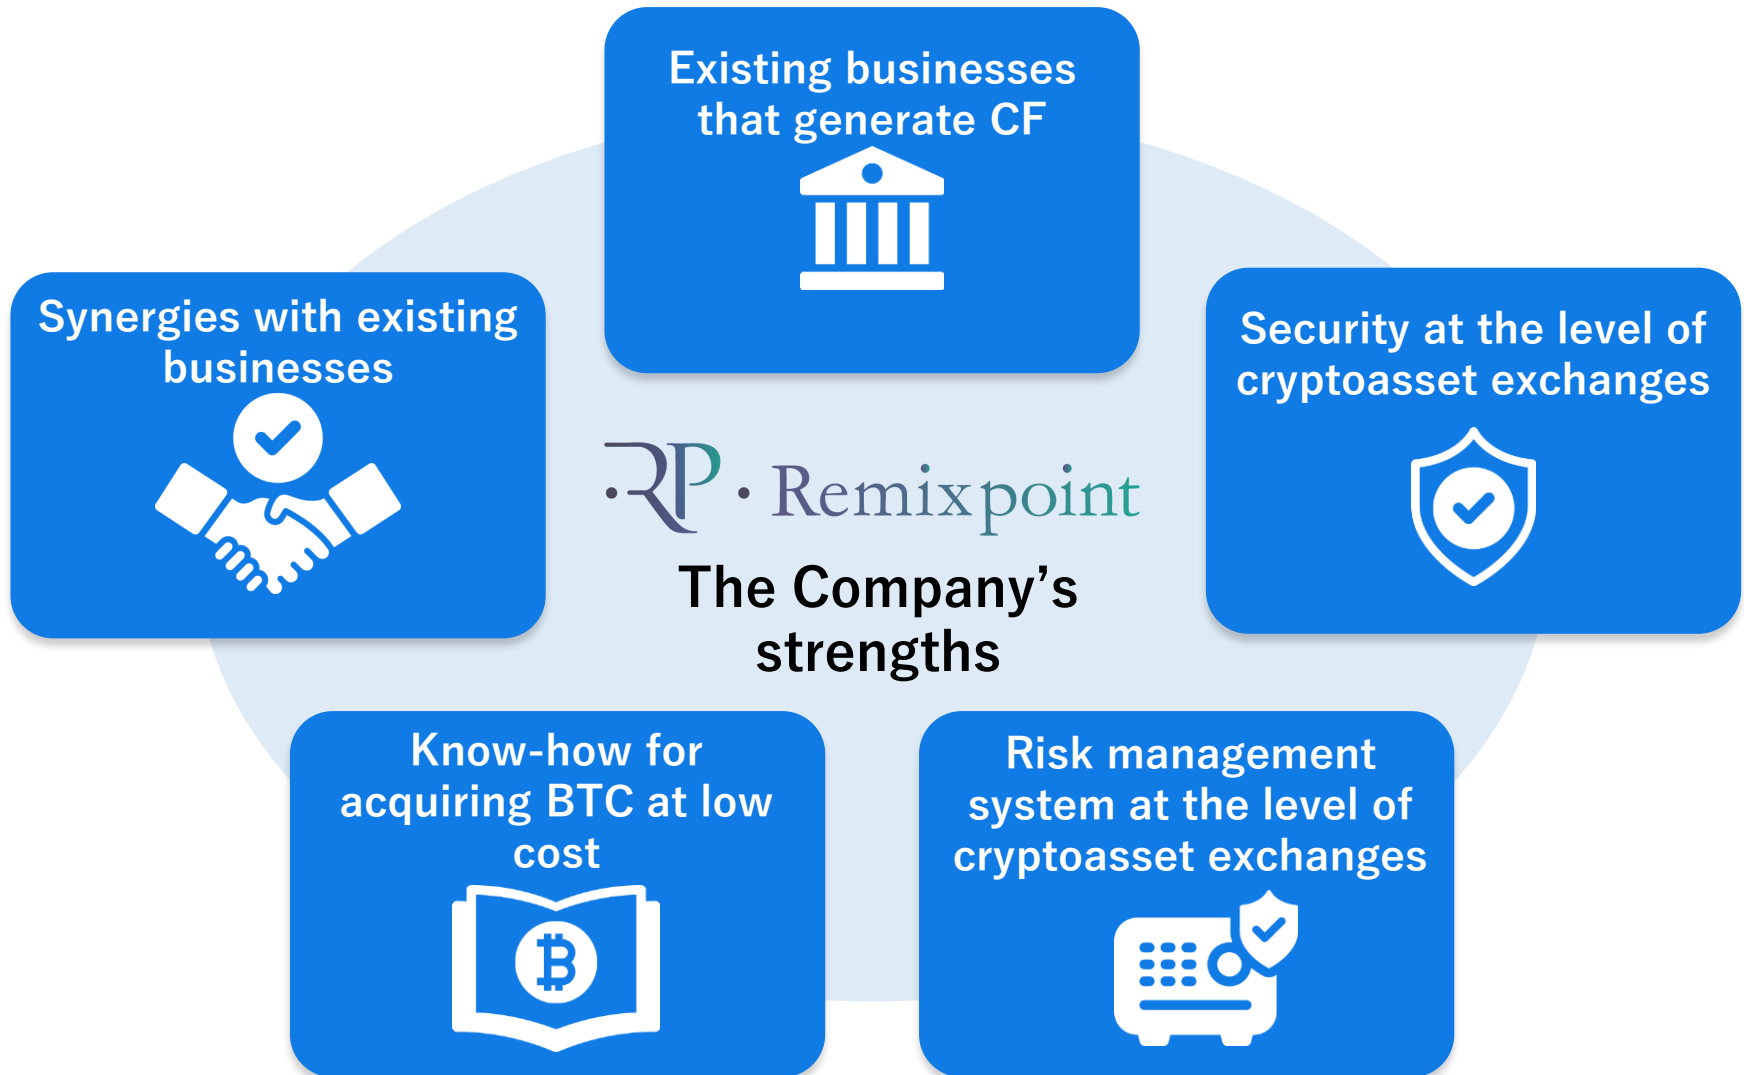 Existing businesses
that generate CF
Synergies with existing
businesses
Security at the level of
cryptoasset exchanges
RP Remixpoint
The Company’s
strengths
Know-how for
acquiring BTC at low
cost
Risk management
system at the level of
cryptoasset exchanges